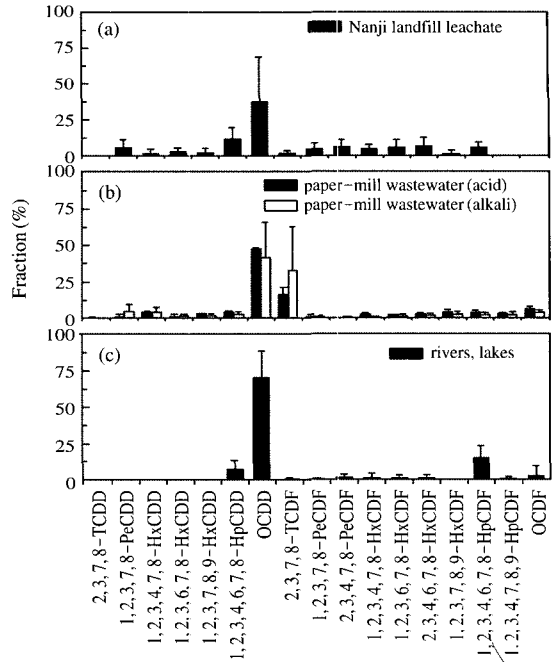 100
(a)
Nanji landfill leachate
75
50
25
0
100
(b)
paper-mill wastewater (acid)
paper-mill wastewater (alkali)
75
50
25
0
100
(c)
rivers, lakes
75
50
25
0
Fraction (%)
2,3,7,8-TCDD
1,2,3,7,8-PeCDD
1,2,3,4,7,8-HxCDD
1,2,3,6,7,8-HxCDD
1,2,3,7,8,9-HxCDD
1,2,3,4,6,7,8-HpCDD
OCDD
2,3,7,8-TCDF
1,2,3,7,8-PeCDF
2,3,4,7,8-PeCDF
1,2,3,4,7,8-HxCDF
1,2,3,6,7,8-HxCDF
2,3,4,6,7,8-HxCDF
1,2,3,7,8,9-HxCDF
1,2,3,4,6,7,8-HpCDF
1,2,3,4,7,8,9-HpCDF
OCDF